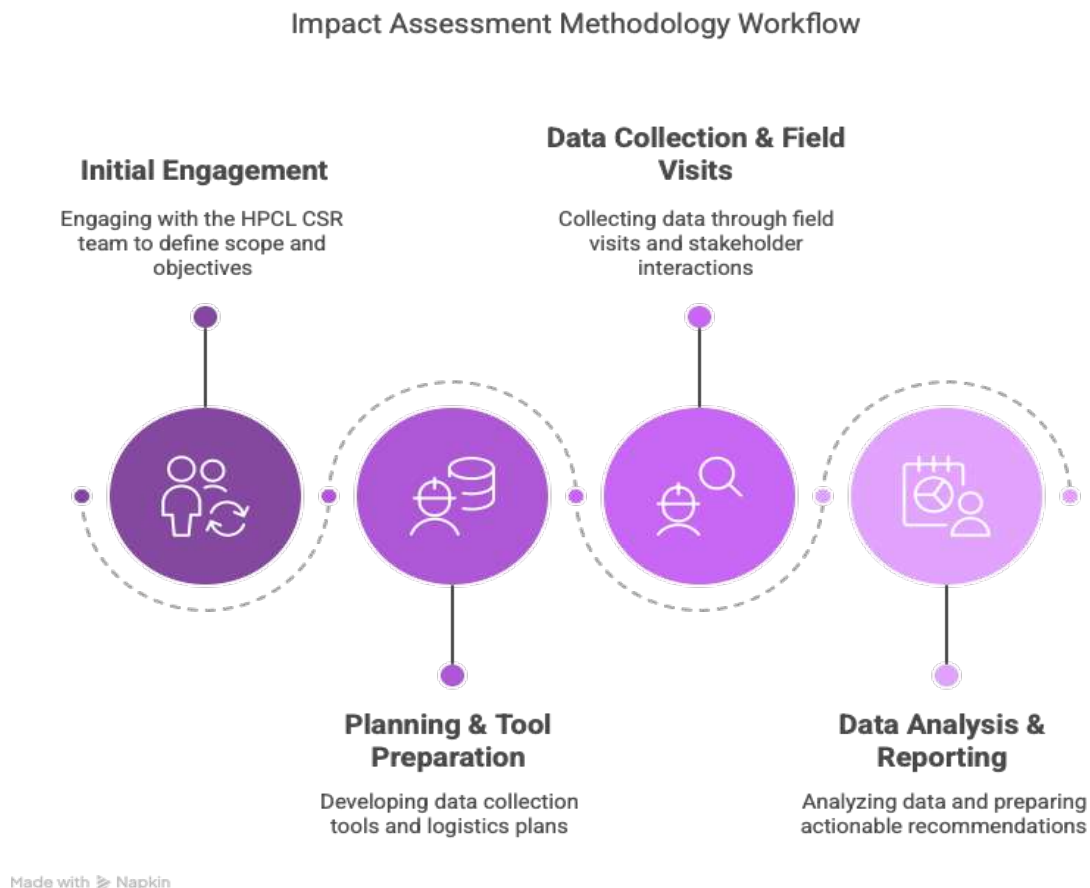 Impact Assessment Methodology Workflow
Initial Engagement
Engaging with the HPCL CSR
team to define scope and
objectives
Planning & Tool
Preparation
Developing data collection
tools and logistics plans
Data Collection & Field
Visits
Collecting data through field
visits and stakeholder
interactions
Data Analysis &
Reporting
Analyzing data and preparing
actionable recommendations
Made with Napkin